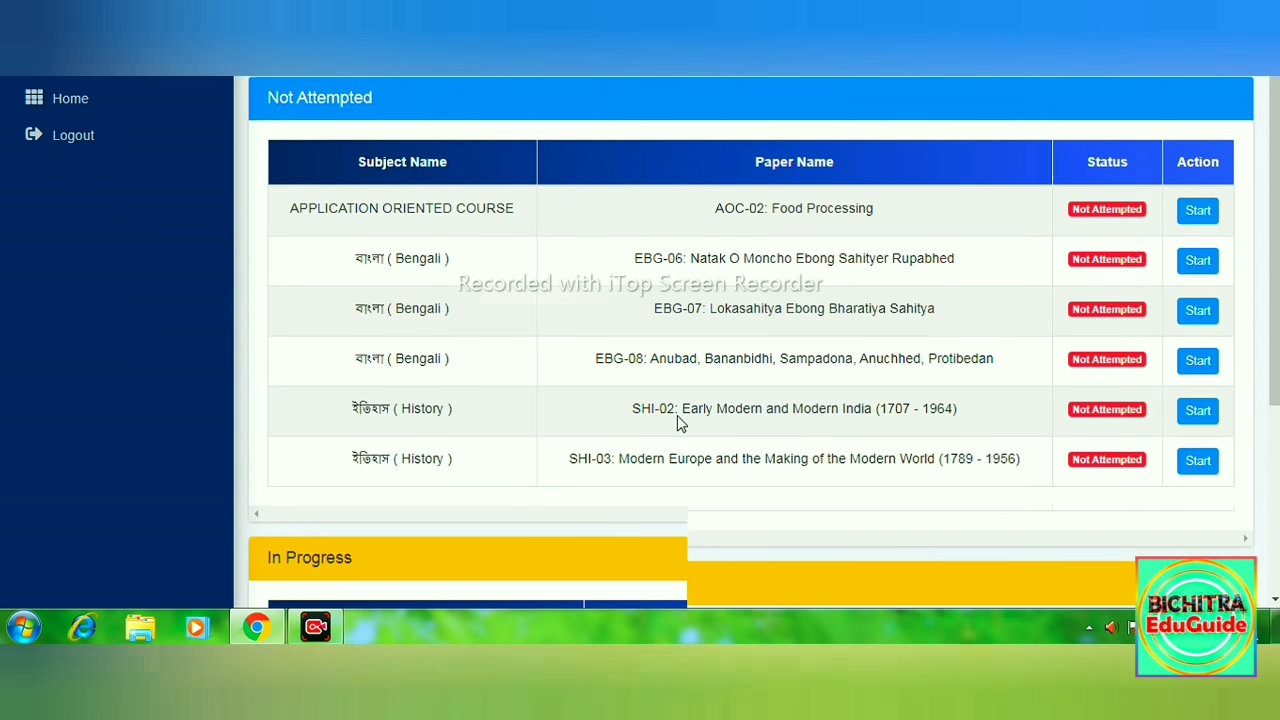 Home
Logout
Not Attempted
Subject Name Paper Name Status Action
APPLICATION ORIENTED COURSE AOC-02: Food Processing Not Attempted Start
বাংলা ( Bengali ) EBG-06: Natak O Moncho Ebong Sahityer Rupabhed Not Attempted Start
Recorded with iTop Screen Recorder
বাংলা ( Bengali ) EBG-07: Lokasahitya Ebong Bharatiya Sahitya Not Attempted Start
বাংলা ( Bengali ) EBG-08: Anubad, Bananbidhi, Sampadona, Anuchhed, Protibedan Not Attempted Start
ইতিহাস ( History ) SHI-02: Early Modern and Modern India (1707 - 1964) Not Attempted Start
ইতিহাস ( History ) SHI-03: Modern Europe and the Making of the Modern World (1789 - 1956) Not Attempted Start
In Progress
BiCHITRA
EduGuide